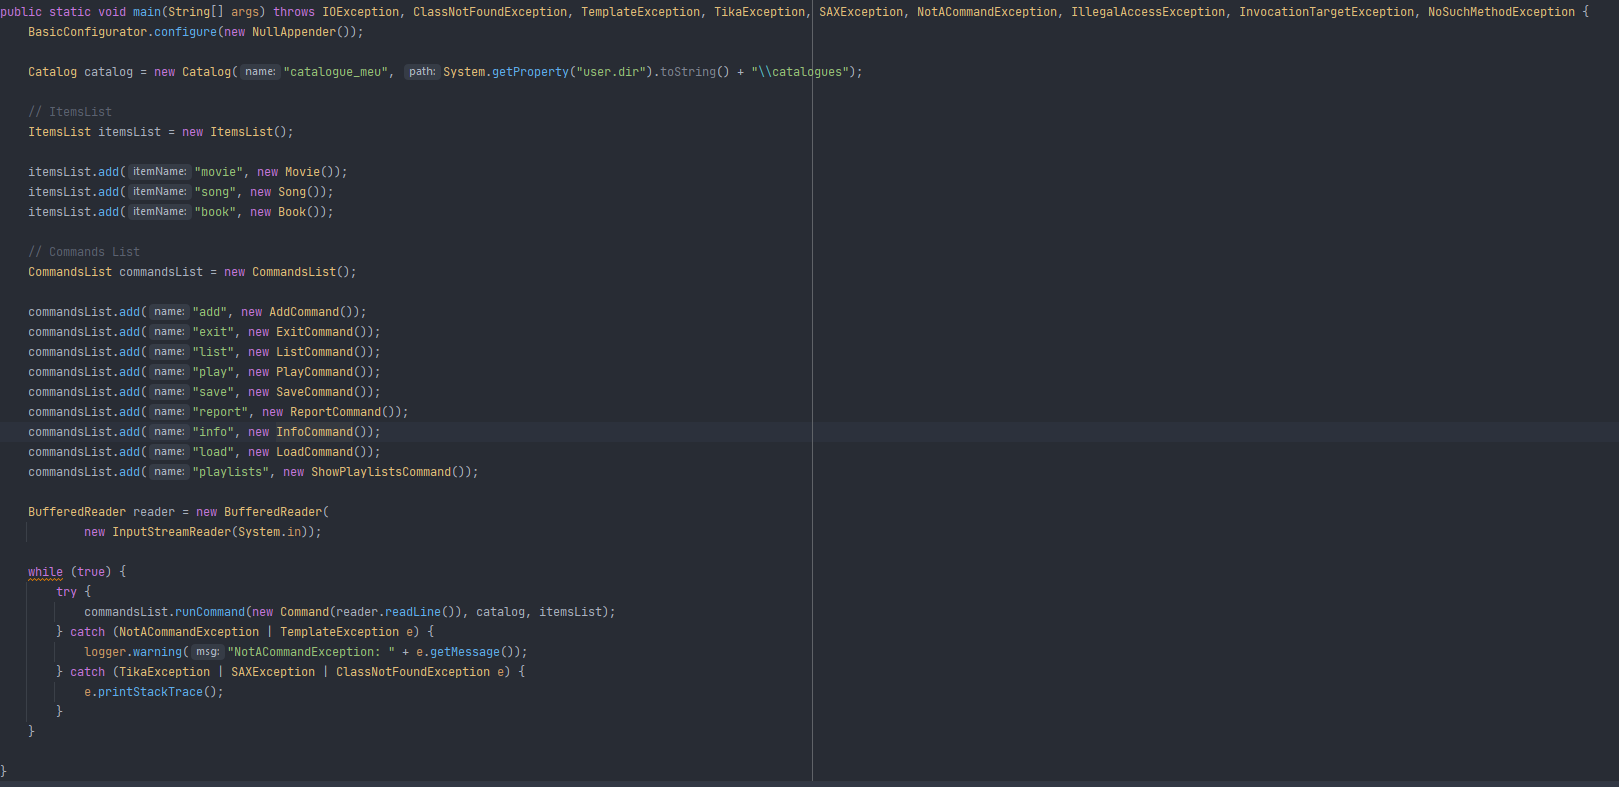 public static void main(String[] args) throws IOException, ClassNotFoundException, TemplateException, TikaException, SAXException, NotACommandException, IllegalAccessException, InvocationTargetException, NoSuchMethodException {
BasicConfigurator.configure(new NullAppender());
Catalog catalog = new Catalog( name: "catalogue_meu", path: System.getProperty("user.dir").toString() + "\\catalogues");
// ItemsList
ItemsList itemsList = new ItemsList();
itemsList.add( itemName: "movie", new Movie());
itemsList.add( itemName: "song", new Song());
itemsList.add( itemName: "book", new Book());
// Commands List
CommandsList commandsList = new CommandsList();
commandsList.add( name: "add", new AddCommand());
commandsList.add( name: "exit", new ExitCommand());
commandsList.add( name: "list", new ListCommand());
commandsList.add( name: "play", new PlayCommand());
commandsList.add( name: "save", new SaveCommand());
commandsList.add( name: "report", new ReportCommand());
commandsList.add( name: "info", new InfoCommand());
commandsList.add( name: "load", new LoadCommand());
commandsList.add( name: "playlists", new ShowPlaylistsCommand());
BufferedReader reader = new BufferedReader(
new InputStreamReader(System.in));
while (true) {
try {
commandsList.runCommand(new Command(reader.readLine()), catalog, itemsList);
} catch (NotACommandException | TemplateException e) {
logger.warning( msg: "NotACommandException: " + e.getMessage());
} catch (TikaException | SAXException | ClassNotFoundException e) {
e.printStackTrace();
}
}
}